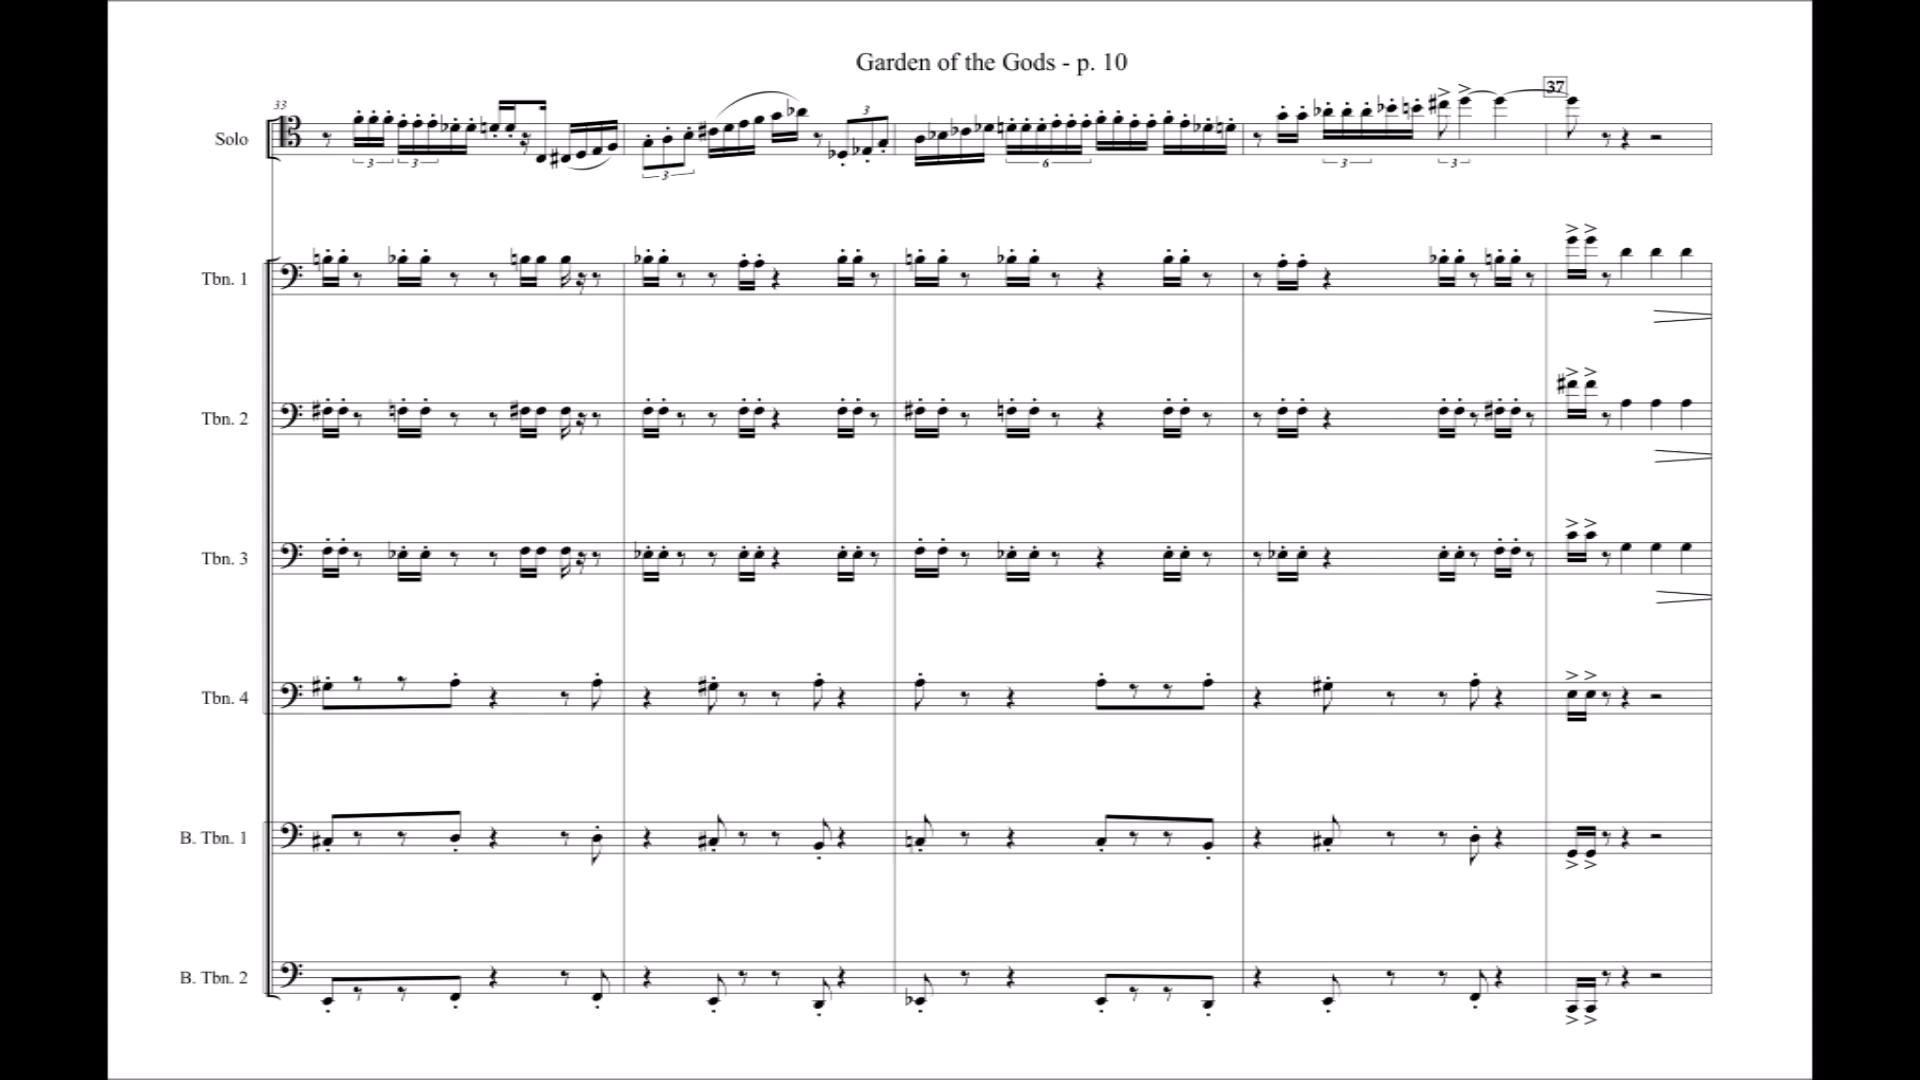 Garden of the Gods - p. 10
33
37
Solo
3
3
3
3
6
3
3
Tbn. 1
Tbn. 2
Tbn. 3
Tbn. 4
B. Tbn. 1
B. Tbn. 2